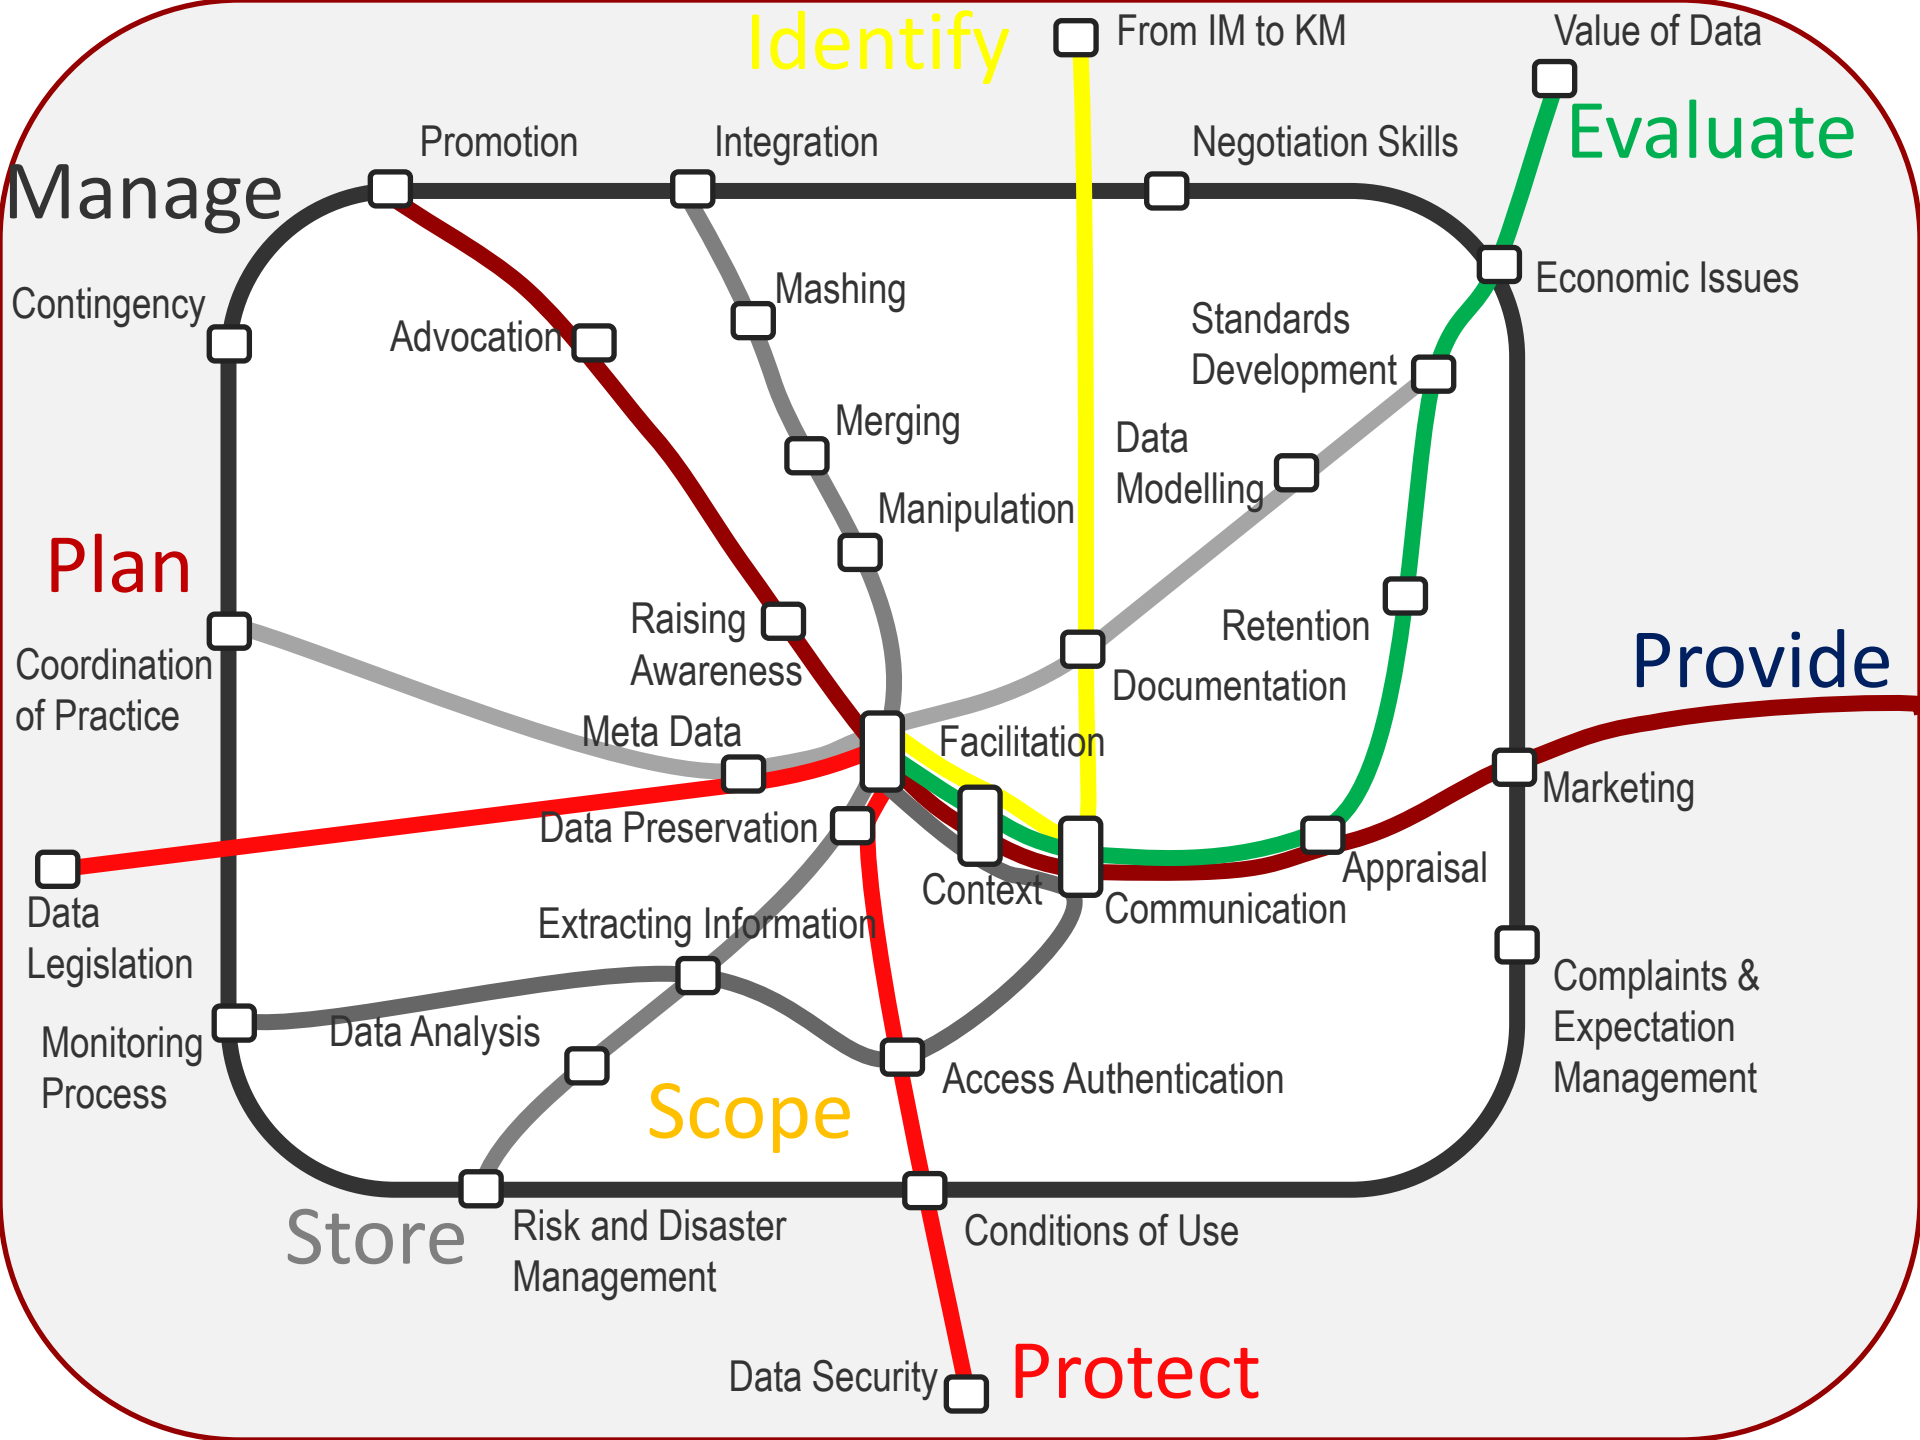 Identify
From IM to KM
Value of Data
Evaluate
Promotion
Integration
Negotiation Skills
Manage
Contingency
Advocation
Mashing
Economic Issues
Standards
Development
Merging
Data
Modelling
Manipulation
Plan
Raising
Awareness
Retention
Provide
Coordination
of Practice
Documentation
Meta Data
Facilitation
Marketing
Data Preservation
Context
Appraisal
Communication
Data
Legislation
Extracting Information
Complaints &
Expectation
Management
Monitoring
Process
Data Analysis
Access Authentication
Scope
Store
Risk and Disaster
Management
Conditions of Use
Data Security
Protect